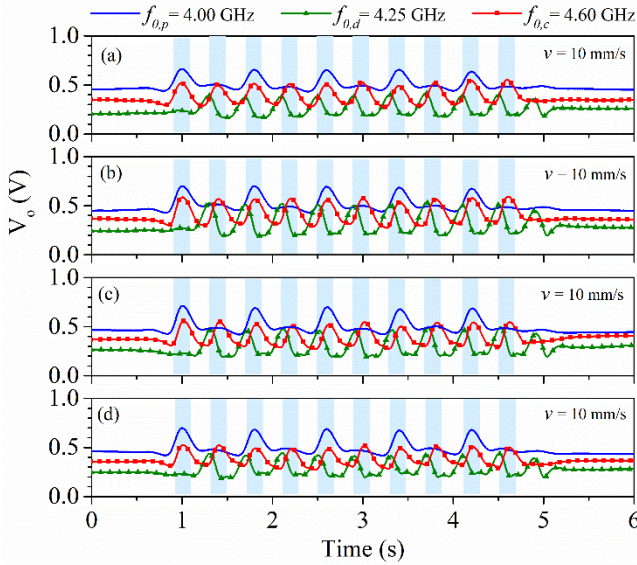 f0,p = 4.00 GHz f0,d = 4.25 GHz f0,c = 4.60 GHz
1.0 (a) v = 10 mm/s
0.5
0.0
1.0 (b) v = 10 mm/s
0.5
0.0
1.0 (c) v = 10 mm/s
0.5
0.0
1.0 (d) v = 10 mm/s
0.5
0.0
Vo (V)
0 1 2 3 4 5 6
Time (s)